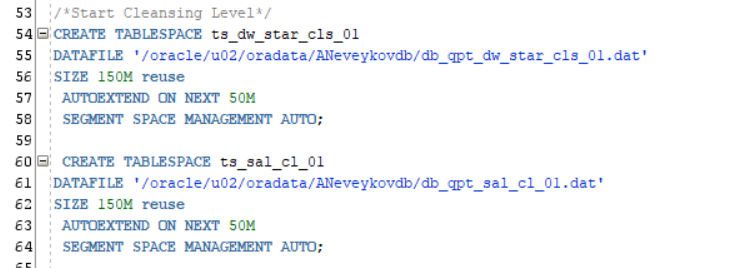 53 /*Start Cleansing Level*/
54 CREATE TABLESPACE ts_dw_star_cls_01
55 DATAFILE '/oracle/u02/oradata/ANeveykovdb/db_qpt_dw_star_cls_01.dat'
56 SIZE 150M reuse
57 AUTOEXTEND ON NEXT 50M
58 SEGMENT SPACE MANAGEMENT AUTO;
59
60 CREATE TABLESPACE ts_sal_cl_01
61 DATAFILE '/oracle/u02/oradata/ANeveykovdb/db_qpt_sal_cl_01.dat'
62 SIZE 150M reuse
63 AUTOEXTEND ON NEXT 50M
64 SEGMENT SPACE MANAGEMENT AUTO;